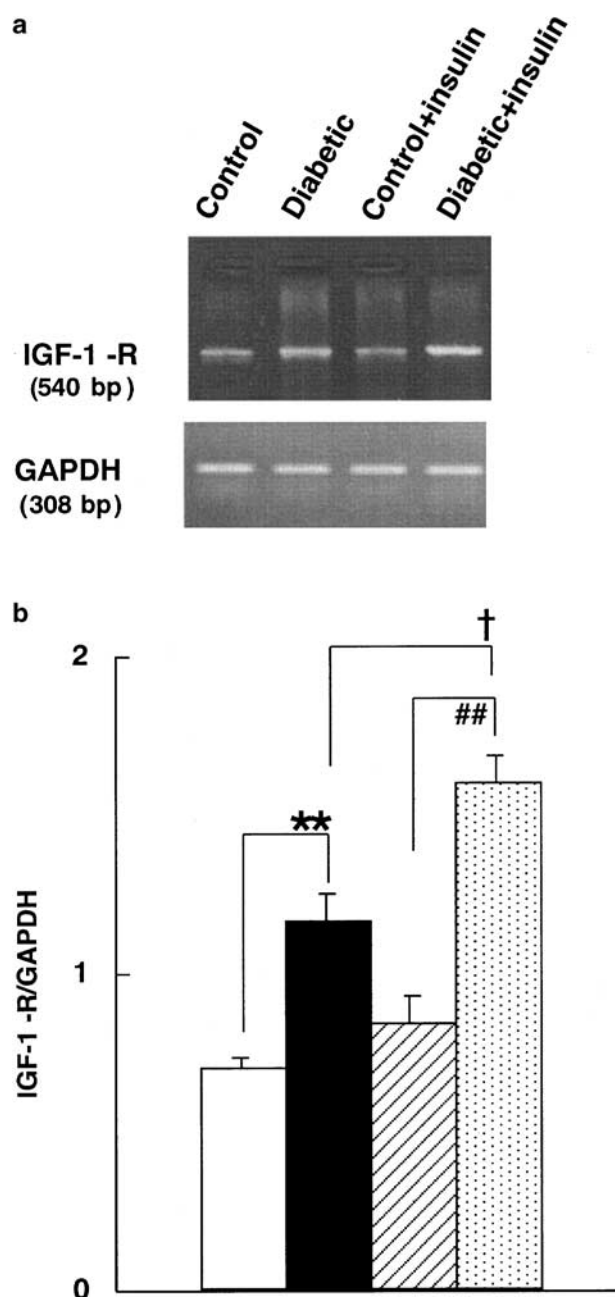 a
Control
Diabetic
Control+insulin
Diabetic+insulin
IGF-1 -R
(540 bp)
GAPDH
(308 bp)
b
2
†
##
**
1
IGF-1 -R/GAPDH
0